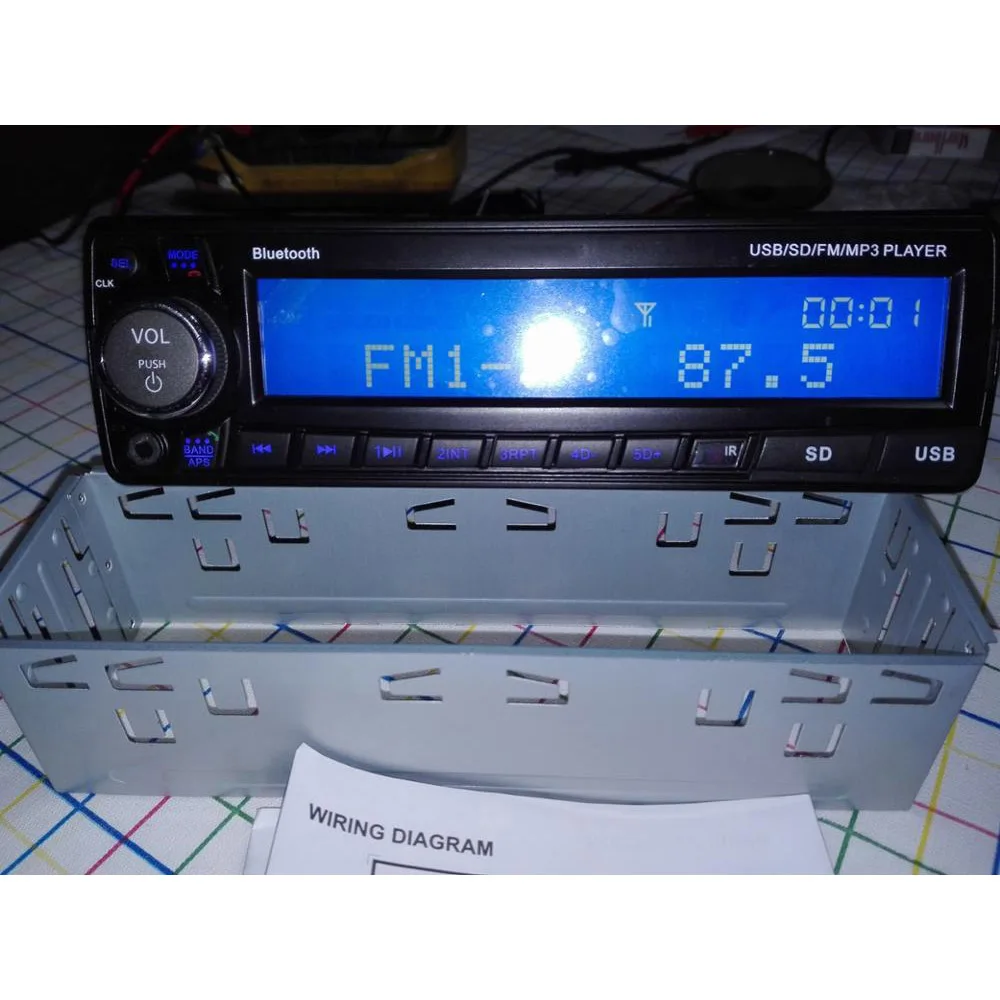 Bluetooth
USB/SD/FM/MP3 PLAYER
SEL
MODE
CLK
VOL
PUSH
00:01
FM1-
87.5
BAND
APS
1
2INT
3RPT
4D-
5D+
IR
SD
USB
WIRING DIAGRAM